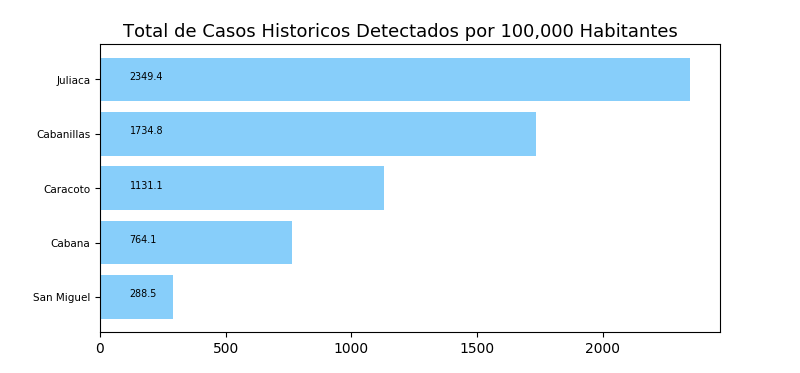 Total de Casos Historicos Detectados por 100,000 Habitantes
Juliaca 2349.4
Cabanillas 1734.8
Caracoto 1131.1
Cabana 764.1
San Miguel 288.5
0 500 1000 1500 2000